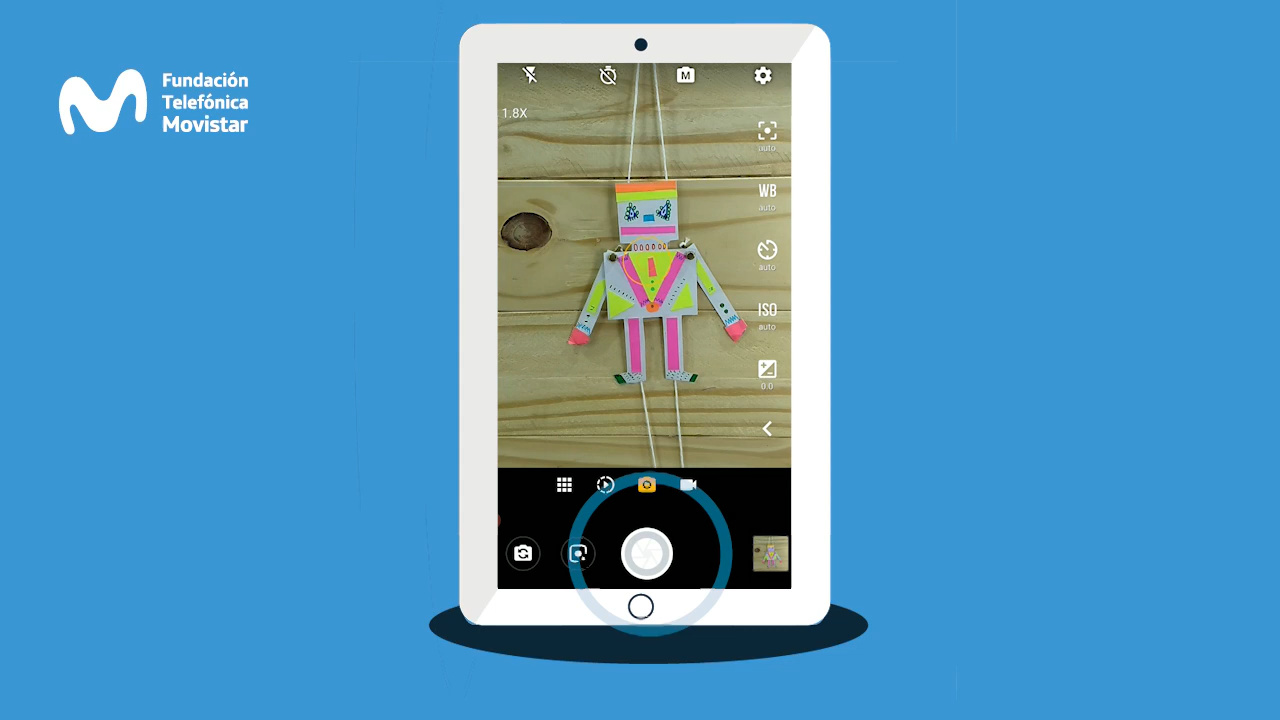 Fundación
Telefónica
Movistar
M
1.8X
auto
WB
auto
auto
ISO
auto
0.0